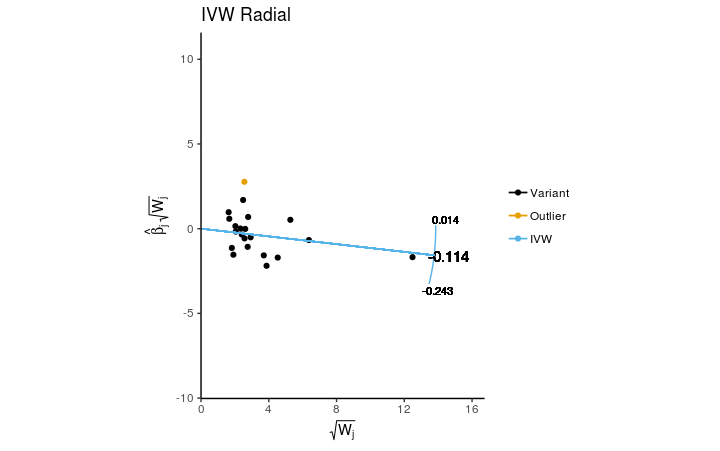 IVW Radial
10
5
0
-5
-10
β̂j√Wj
0.014
-0.114
-0.243
Variant
Outlier
IVW
0 4 8 12 16
√Wj